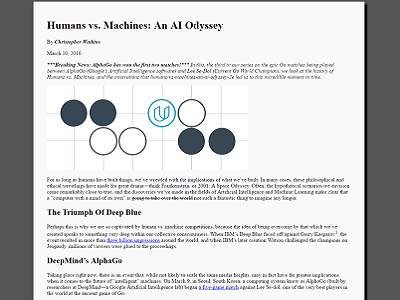 Humans vs. Machines: An AI Odyssey
By Christopher Watkins
March 10, 2016
***Breaking News: AlphaGo has won the first two matches!*** In this, the third in our series on the epic Go match being played
between AlphaGo (Google's Artificial Intelligence software) and Lee Se-Dol (Current Go World Champion), we look at the history of
Humans vs. Machines, and the innovations that humans-vs-machines-an-ai-odyssey-2e led us to this incredible moment in time.
For as long as humans have built things, we've wrestled with the implications of what we've built. In many cases, these philosophical and
ethical wrestlings have made for great drama—think Frankenstein, or 2001: A Space Odyssey. Often, the hypothetical scenarios we envision
come remarkably close to true, and the discoveries we've made in the fields of Artificial Intelligence and Machine Learning make clear that
a "computer with a mind of its own" is going to take over the world not such a fantastic thing to imagine any longer.
The Triumph Of Deep Blue
Perhaps this is why we are so captivated by human vs. machine competitions, because the idea of being overcome by that which we've
created speaks to something very deep within our collective consciousness. When IBM's Deep Blue faced off against Garry Kasparov, the
event resulted in more than three billion impressions around the world, and when IBM's later creation Watson challenged the champions on
Jeopardy, millions of viewers were glued to the proceedings.
DeepMind's AlphaGo
Taking place right now, there is an event that, while not likely to scale the same media heights, may in fact have far greater implications
when it comes to the future of "intelligent" machines. On March 9, in Seoul, South Korea, a computing system know as AlphaGo (built by
researchers at DeepMind—a Google Artificial Intelligence lab) began a five-game match against Lee Se-dol, one of the very best players in
the world at the ancient game of Go.